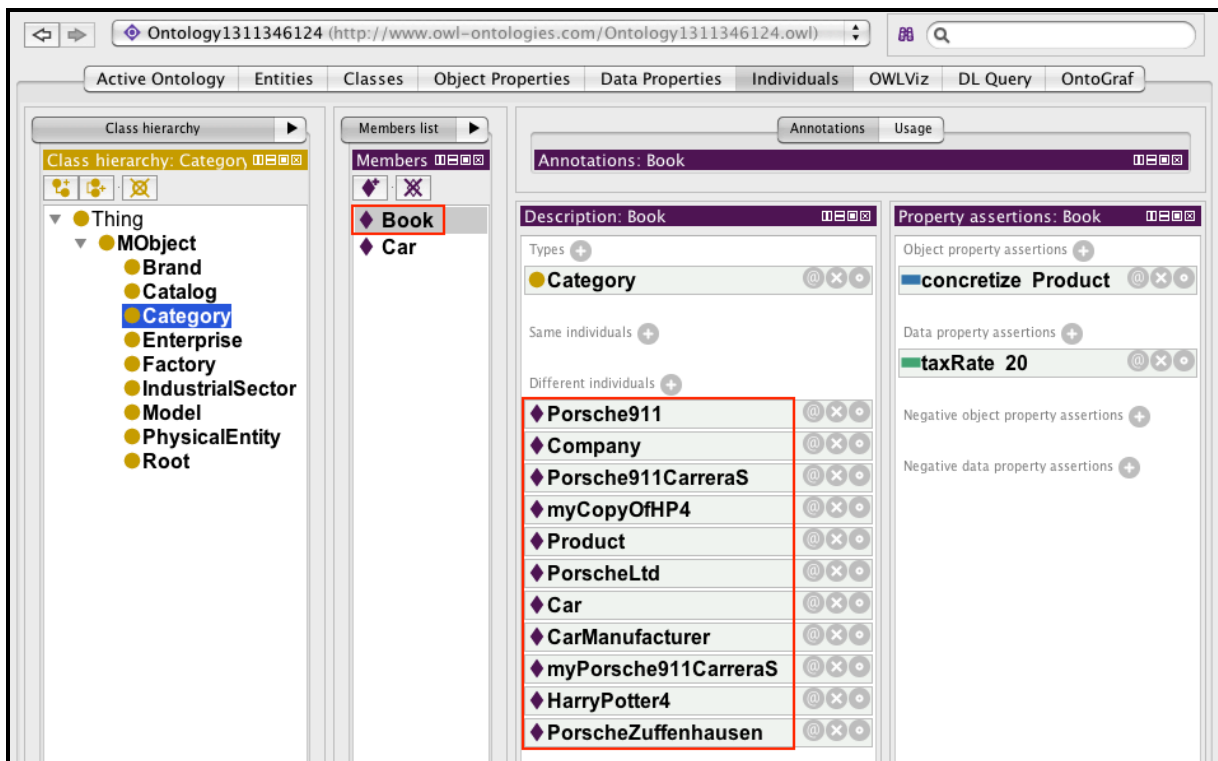 Ontology1311346124 (http://www.owl-ontologies.com/Ontology1311346124.owl)
Active Ontology Entities Classes Object Properties Data Properties Individuals OWLViz DL Query OntoGraf
Class hierarchy
Class hierarchy: Category
Thing
MObject
Brand
Catalog
Category
Enterprise
Factory
IndustrialSector
Model
PhysicalEntity
Root
Members list
Members
Book
Car
Annotations Usage
Annotations: Book
Description: Book
Types
Category
Same individuals
Different individuals
Porsche911
Company
Porsche911CarreraS
myCopyOfHP4
Product
PorscheLtd
Car
CarManufacturer
myPorsche911CarreraS
HarryPotter4
PorscheZuffenhausen
Property assertions: Book
Object property assertions
concretize Product
Data property assertions
taxRate 20
Negative object property assertions
Negative data property assertions